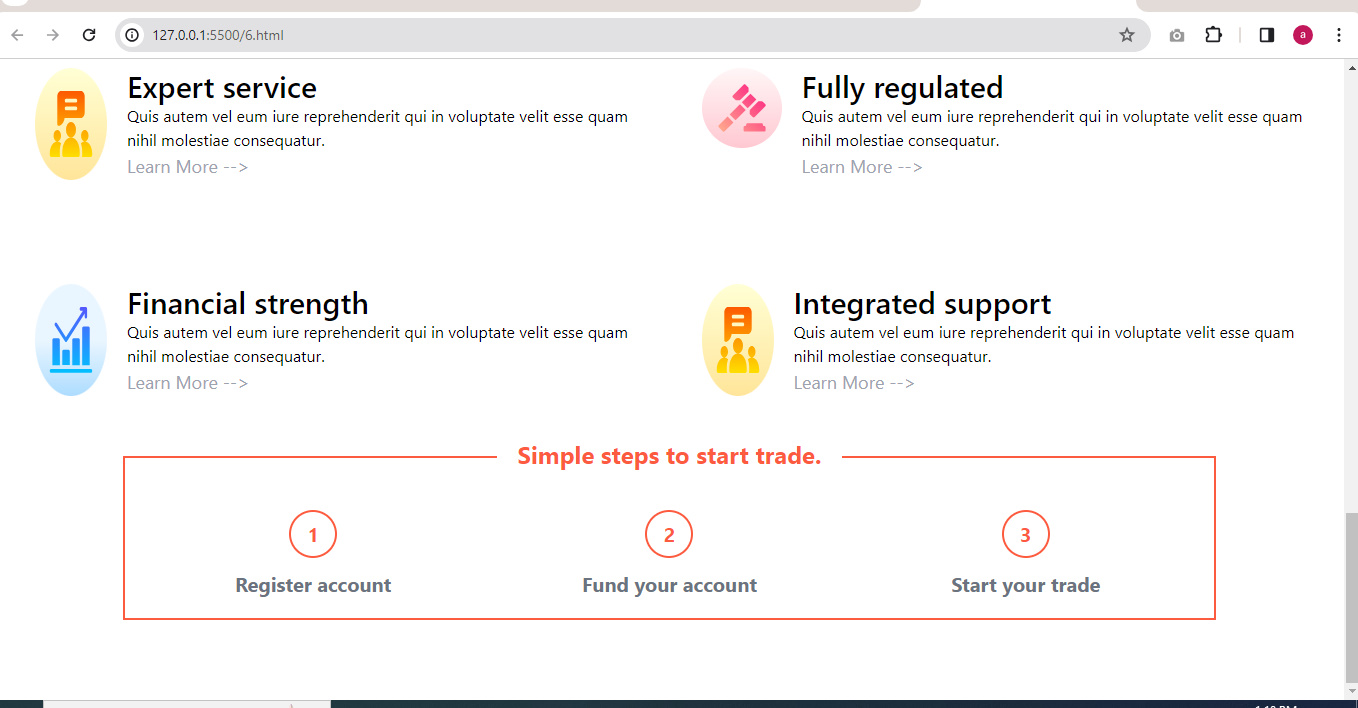 127.0.0.1:5500/6.html
a
Expert service
Quis autem vel eum iure reprehenderit qui in voluptate velit esse quam
nihil molestiae consequatur.
Learn More -->
Fully regulated
Quis autem vel eum iure reprehenderit qui in voluptate velit esse quam
nihil molestiae consequatur.
Learn More -->
Financial strength
Quis autem vel eum iure reprehenderit qui in voluptate velit esse quam
nihil molestiae consequatur.
Learn More -->
Integrated support
Quis autem vel eum iure reprehenderit qui in voluptate velit esse quam
nihil molestiae consequatur.
Learn More -->
Simple steps to start trade.
1
Register account
2
Fund your account
3
Start your trade